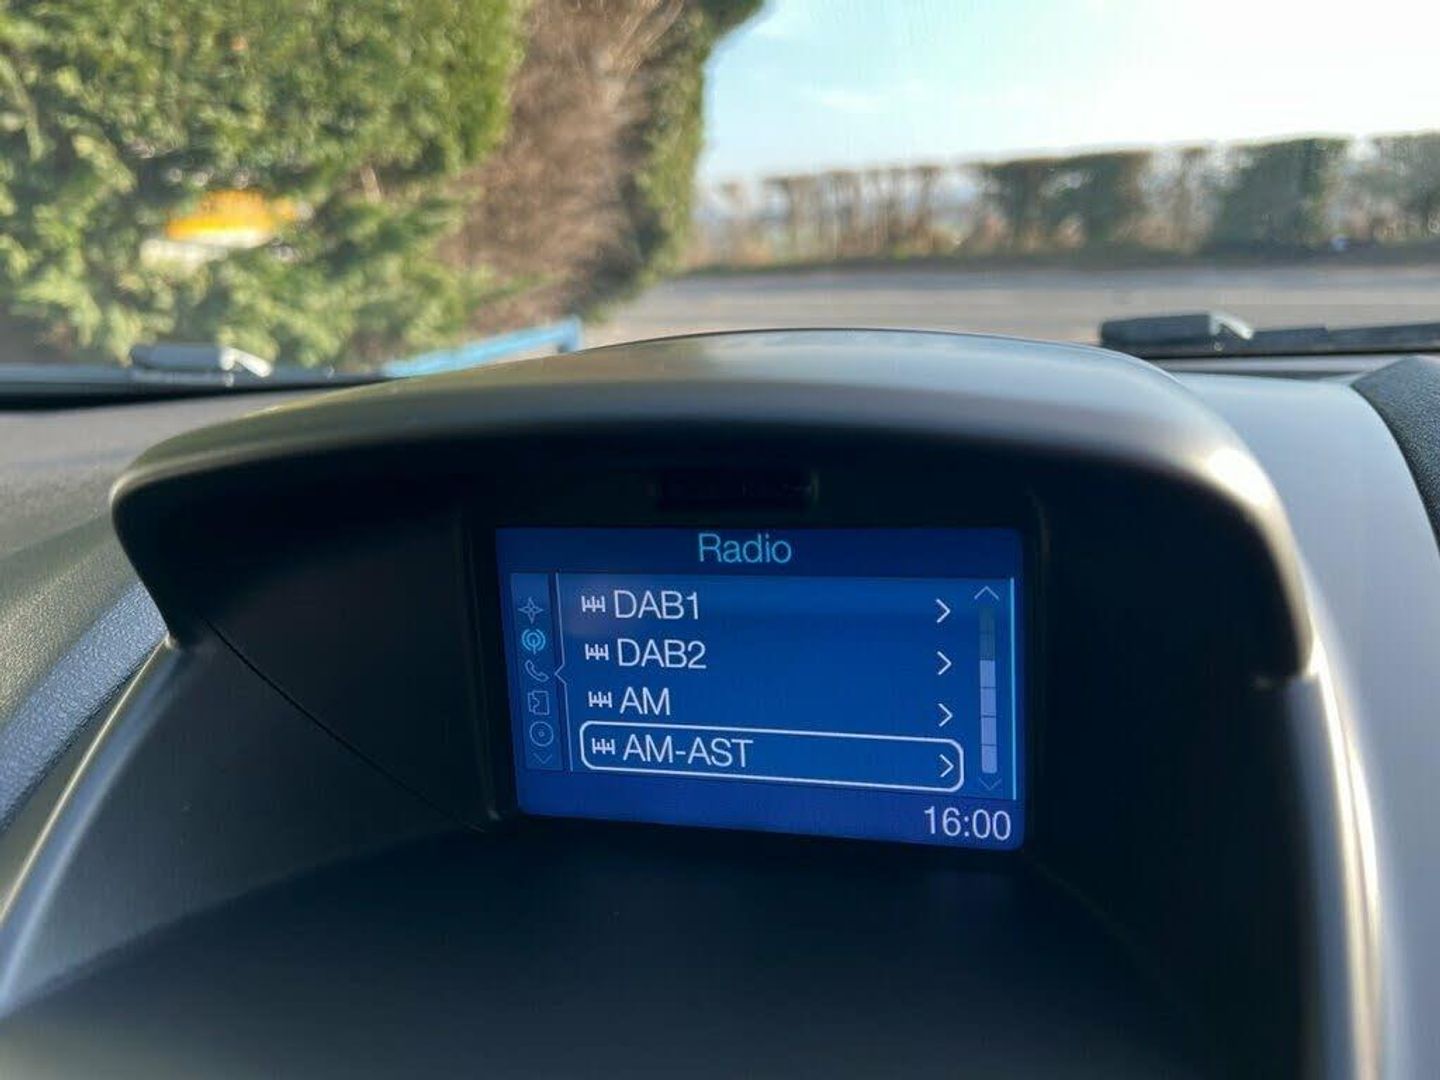 Radio
DAB1
DAB2
AM
AM-AST
16:00